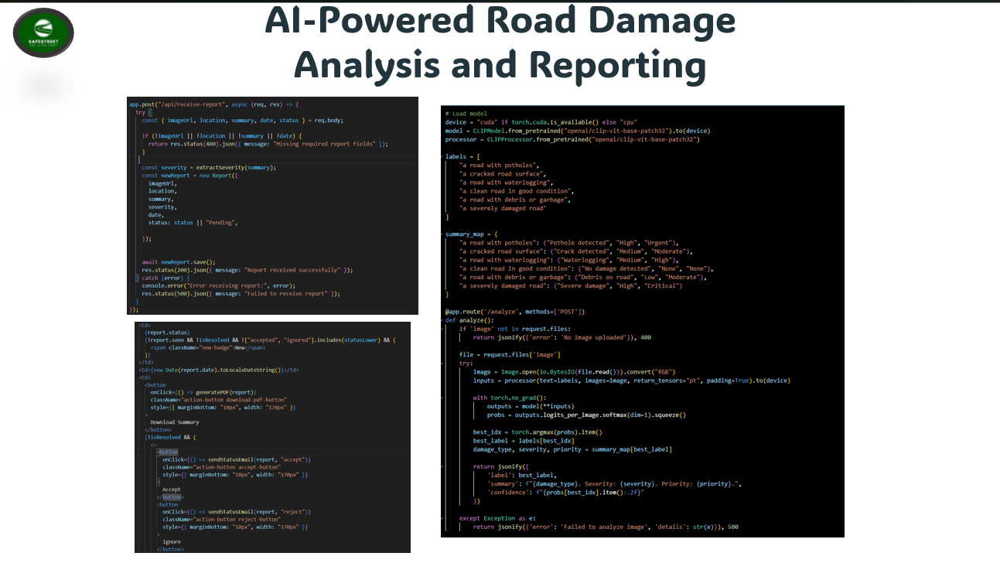 SAFESTREET
AI-Powered Road Damage
Analysis and Reporting
app.post("/api/receive-report", async (req, res) => {
try {
const { imageUrl, location, summary, date, status } = req.body;
if (!imageUrl || !location || !summary || !date) {
return res.status(400).json({ message: "Missing required report fields" });
}
const severity = extractSeverity(summary);
const newReport = new Report({
imageUrl,
location,
summary,
severity,
date,
status: status || "Pending",
});
await newReport.save();
res.status(200).json({ message: "Report received successfully" });
} catch (error) {
console.error("Error receiving report:", error);
res.status(500).json({ message: "Failed to receive report" });
}
});
<td>
{report.status}
{!report.seen && !isResolved && !["accepted", "ignored"].includes(statusLower) && (
<span className="new-badge">New</span>
)}
</td>
<td>{new Date(report.date).toLocaleDateString()}</td>
<td>
<button
onClick={() => generatePDF(report)}
className="action-button download-pdf-button"
style={{ marginBottom: "10px", width: "170px" }}
>
Download Summary
</button>
{!isResolved && (
<>
<button
onClick={() => sendStatusEmail(report, "accept")}
className="action-button accept-button"
style={{ marginBottom: "10px", width: "170px" }}
>
Accept
</button>
<button
onClick={() => sendStatusEmail(report, "reject")}
className="action-button reject-button"
style={{ marginBottom: "10px", width: "170px" }}
>
Ignore
</button>
# Load model
device = "cuda" if torch.cuda.is_available() else "cpu"
model = CLIPModel.from_pretrained("openai/clip-vit-base-patch32").to(device)
processor = CLIPProcessor.from_pretrained("openai/clip-vit-base-patch32")
labels = [
"a road with potholes",
"a cracked road surface",
"a road with waterlogging",
"a clean road in good condition",
"a road with debris or garbage",
"a severely damaged road"
]
summary_map = {
"a road with potholes": ("Pothole detected", "High", "Urgent"),
"a cracked road surface": ("Crack detected", "Medium", "Moderate"),
"a road with waterlogging": ("Waterlogging", "Medium", "High"),
"a clean road in good condition": ("No damage detected", "None", "None"),
"a road with debris or garbage": ("Debris on road", "Low", "Moderate"),
"a severely damaged road": ("Severe damage", "High", "Critical")
}
@app.route('/analyze', methods=['POST'])
def analyze():
if 'image' not in request.files:
return jsonify({'error': 'No image uploaded'}), 400
file = request.files['image']
try:
image = Image.open(io.BytesIO(file.read())).convert("RGB")
inputs = processor(text=labels, images=image, return_tensors="pt", padding=True).to(device)
with torch.no_grad():
outputs = model(**inputs)
probs = outputs.logits_per_image.softmax(dim=1).squeeze()
best_idx = torch.argmax(probs).item()
best_label = labels[best_idx]
damage_type, severity, priority = summary_map[best_label]
return jsonify({
'label': best_label,
'summary': f"{damage_type}. Severity: {severity}. Priority: {priority}.",
'confidence': f"{probs[best_idx].item():.2f}"
})
except Exception as e:
return jsonify({'error': 'Failed to analyze image', 'details': str(e)}), 500